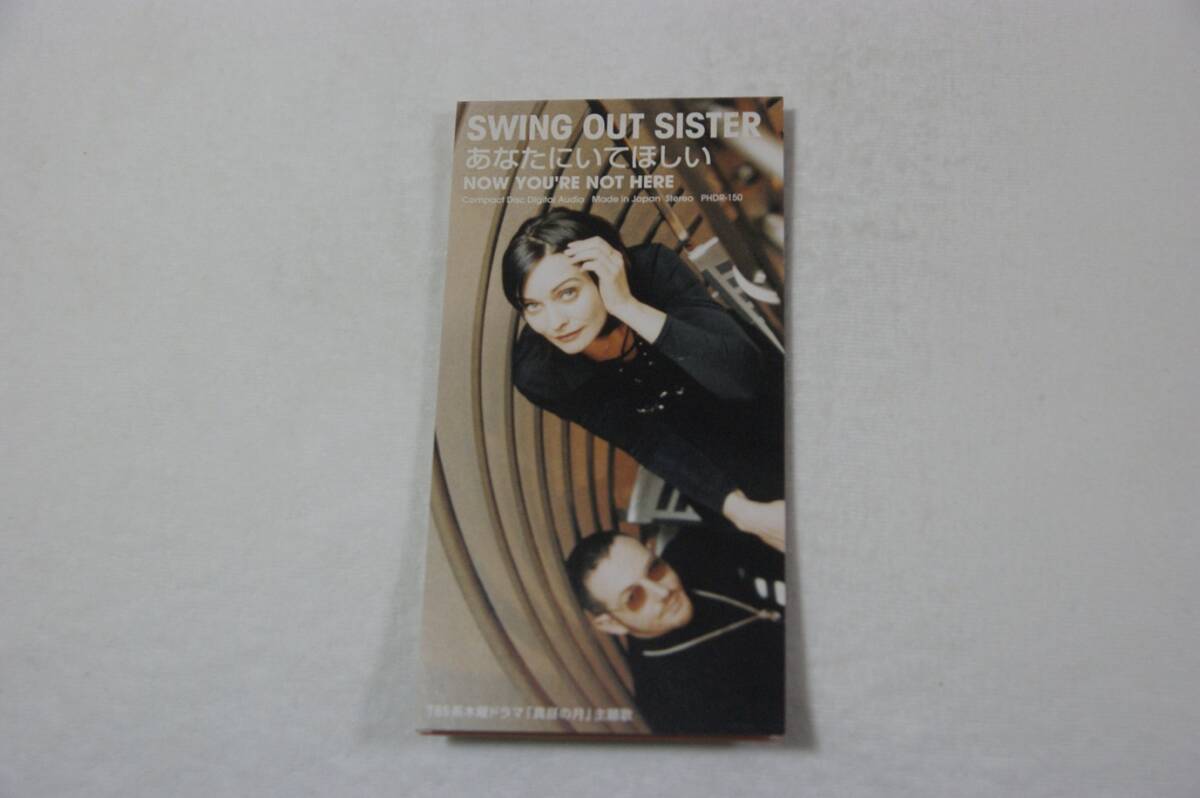 SWING OUT SISTER
あなたにいてほしい
NOW YOU'RE NOT HERE
Compact Disc Digital Audio Made in Japan Stereo PHDR-150
TBS系木曜ドラマ「真昼の月」主題歌